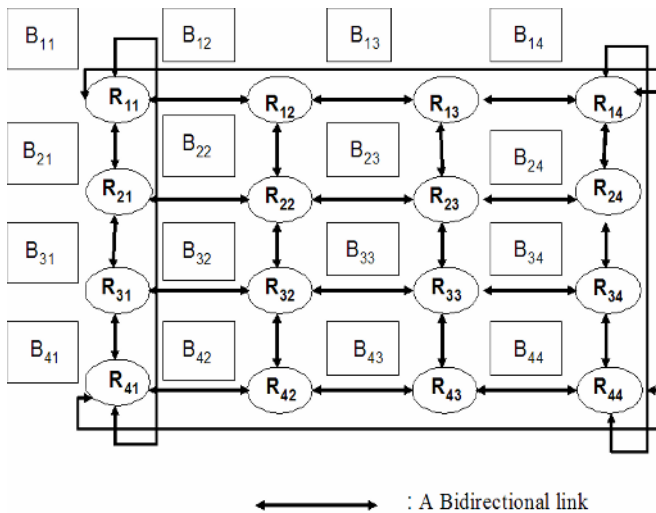 B11 B12 B13 B14
R11 R12 R13 R14
B21 B22 B23 B24
R21 R22 R23 R24
B31 B32 B33 B34
R31 R32 R33 R34
B41 B42 B43 B44
R41 R42 R43 R44
: A Bidirectional link